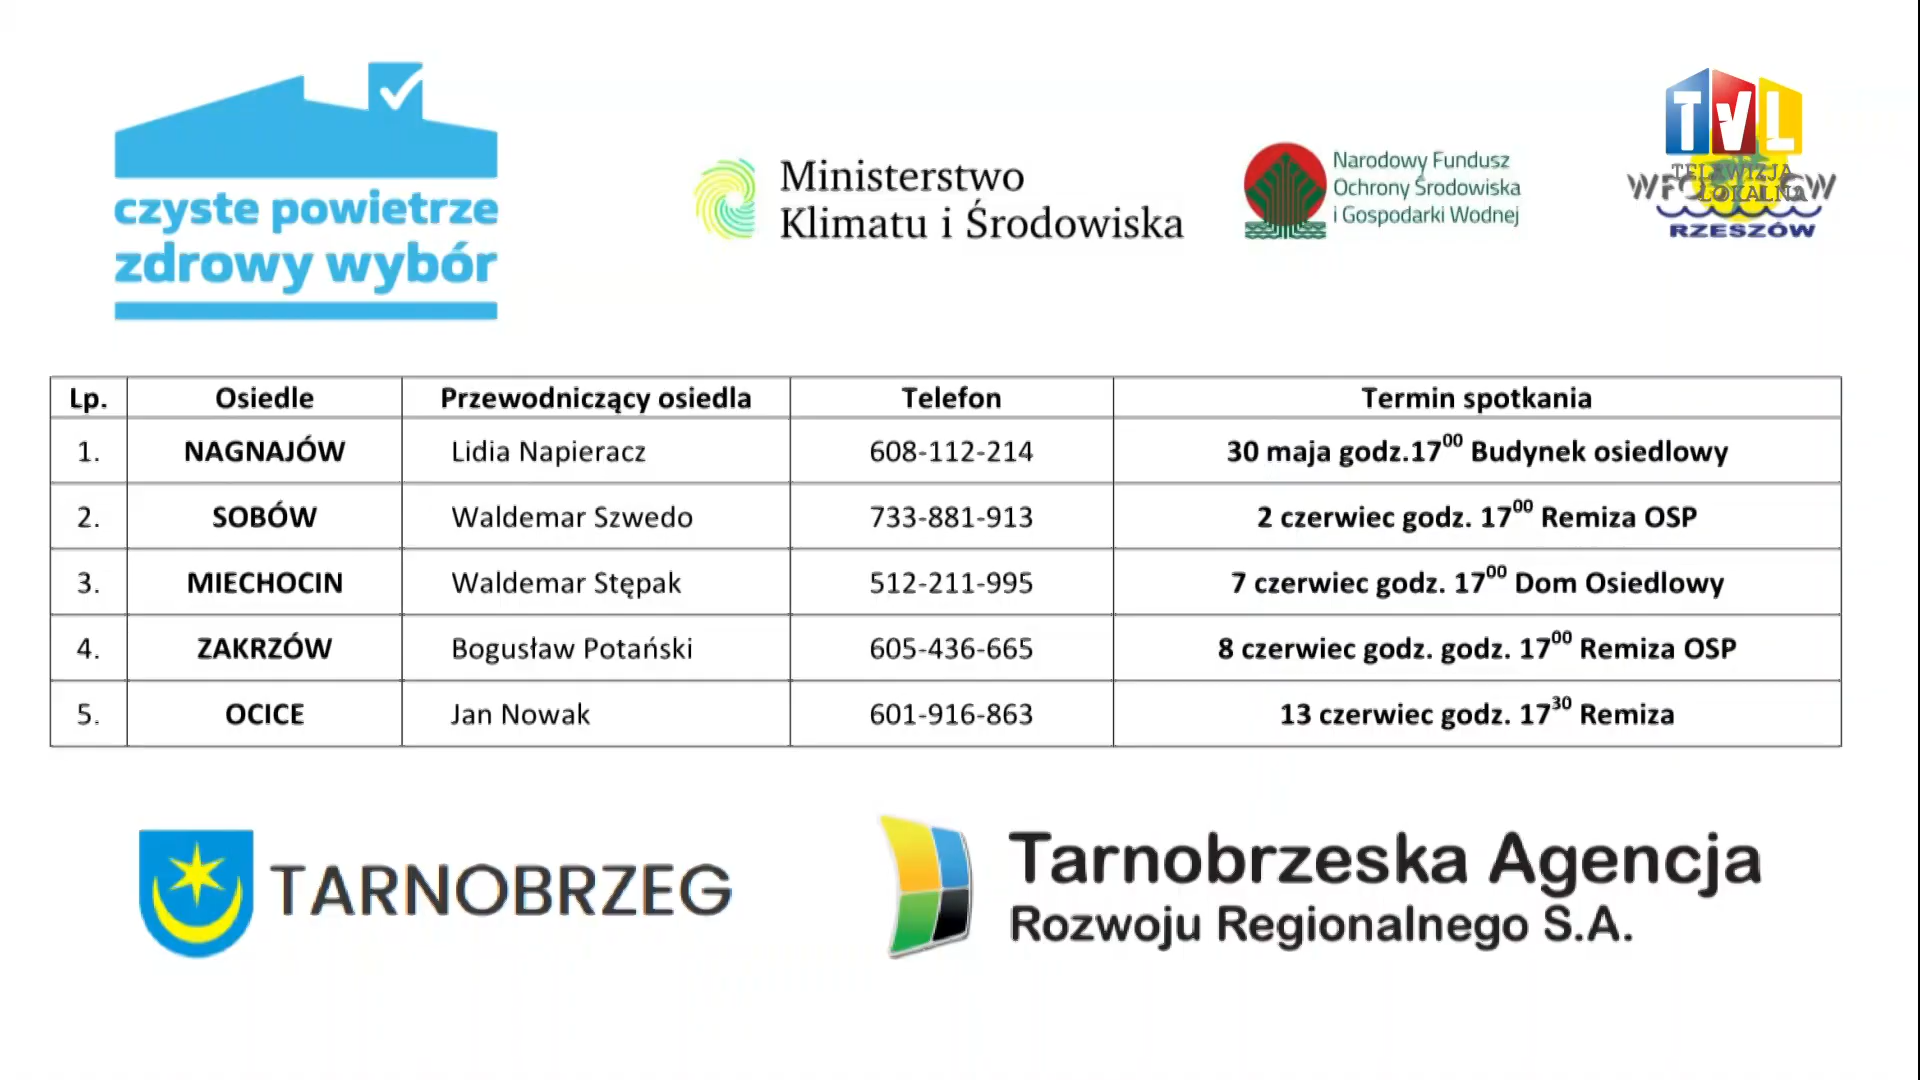 czyste powietrze
zdrowy wybór
Ministerstwo
Klimatu i Środowiska
Narodowy Fundusz
Ochrony Środowiska
i Gospodarki Wodnej
TVL
TELEWIZJA
LOKALNA
RZESZÓW
Lp. Osiedle Przewodniczący osiedla Telefon Termin spotkania
1. NAGNAJÓW Lidia Napieracz 608-112-214 30 maja godz.17⁰⁰ Budynek osiedlowy
2. SOBÓW Waldemar Szwedo 733-881-913 2 czerwiec godz. 17⁰⁰ Remiza OSP
3. MIECHOCIN Waldemar Stępak 512-211-995 7 czerwiec godz. 17⁰⁰ Dom Osiedlowy
4. ZAKRZÓW Bogusław Potański 605-436-665 8 czerwiec godz. godz. 17⁰⁰ Remiza OSP
5. OCICE Jan Nowak 601-916-863 13 czerwiec godz. 17³⁰ Remiza
TARNOBRZEG
Tarnobrzeska Agencja
Rozwoju Regionalnego S.A.